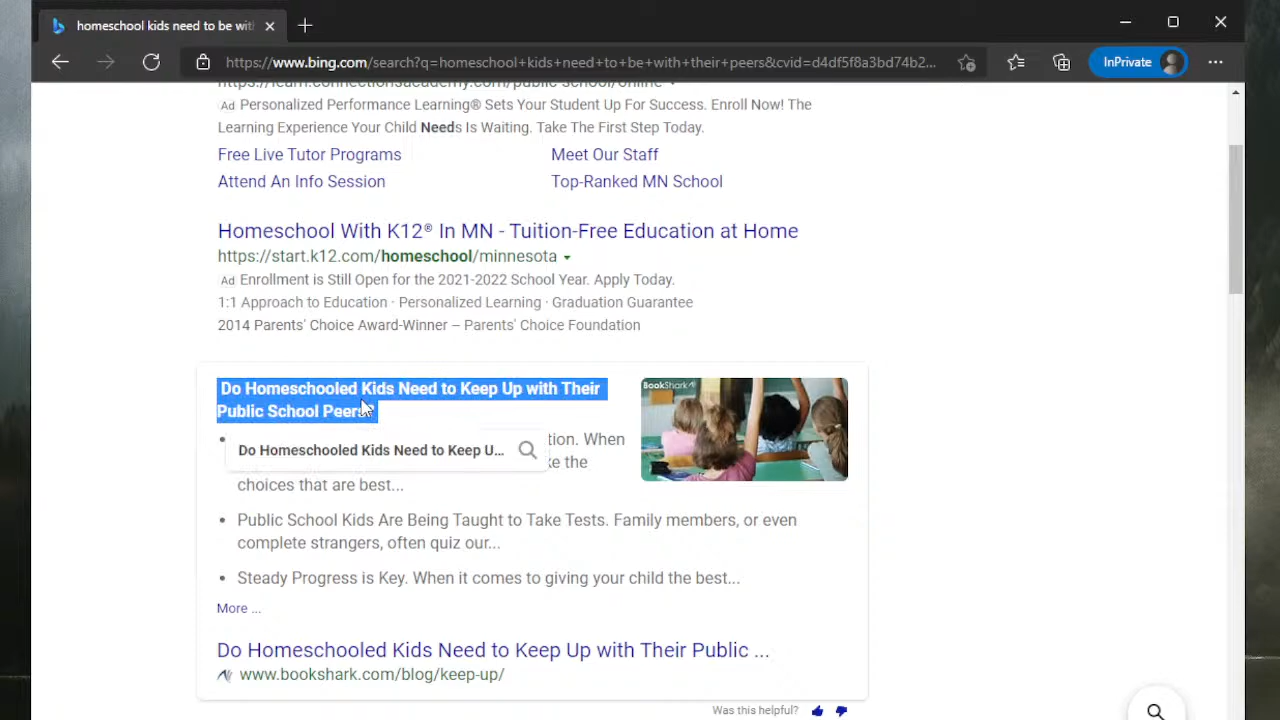 homeschool kids need to be wit
https://www.bing.com/search?q=homeschool+kids+need+to+be+with+their+peers&cvid=d4df5f8a3bd74b2...
InPrivate
https://learn.connectionsacademy.com/public-school/online
Ad Personalized Performance Learning® Sets Your Student Up For Success. Enroll Now! The
Learning Experience Your Child Needs Is Waiting. Take The First Step Today.
Free Live Tutor Programs Meet Our Staff
Attend An Info Session Top-Ranked MN School
Homeschool With K12® In MN - Tuition-Free Education at Home
https://start.k12.com/homeschool/minnesota
Ad Enrollment is Still Open for the 2021-2022 School Year. Apply Today.
1:1 Approach to Education · Personalized Learning · Graduation Guarantee
2014 Parents' Choice Award-Winner – Parents' Choice Foundation
Do Homeschooled Kids Need to Keep Up with Their
Public School Peers?
BookShark
tion. When
Do Homeschooled Kids Need to Keep U...
ke the
choices that are best...
Public School Kids Are Being Taught to Take Tests. Family members, or even
complete strangers, often quiz our...
Steady Progress is Key. When it comes to giving your child the best...
More ...
Do Homeschooled Kids Need to Keep Up with Their Public ...
www.bookshark.com/blog/keep-up/
Was this helpful?